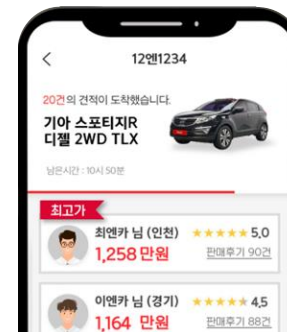 12엔1234
20건의 견적이 도착했습니다.
기아 스포티지R
디젤 2WD TLX
남은시간 : 10시 50분
최고가
최엔카 님 (인천) ★★★★★ 5,0
1,258 만원 판매후기 90건
이엔카 님 (경기) ★★★★★ 4,5
1,164 만원 판매후기 88건